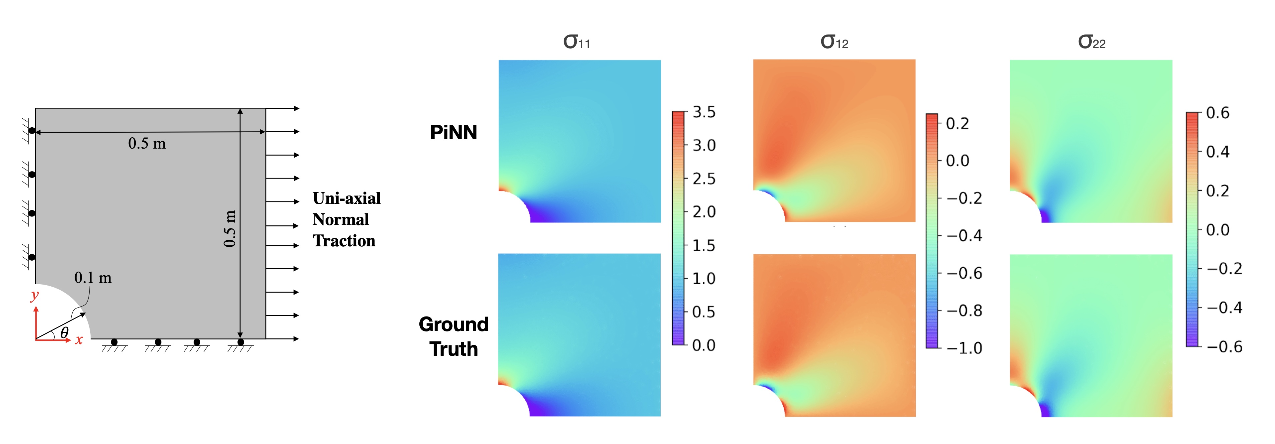 0.5 m
0.5 m
0.1 m
y
θ
x
Uni-axial
Normal
Traction
σ11
σ12
σ22
PiNN
Ground
Truth
3.5
3.0
2.5
2.0
1.5
1.0
0.5
0.0
0.2
0.0
−0.2
−0.4
−0.6
−0.8
−1.0
0.6
0.4
0.2
0.0
−0.2
−0.4
−0.6